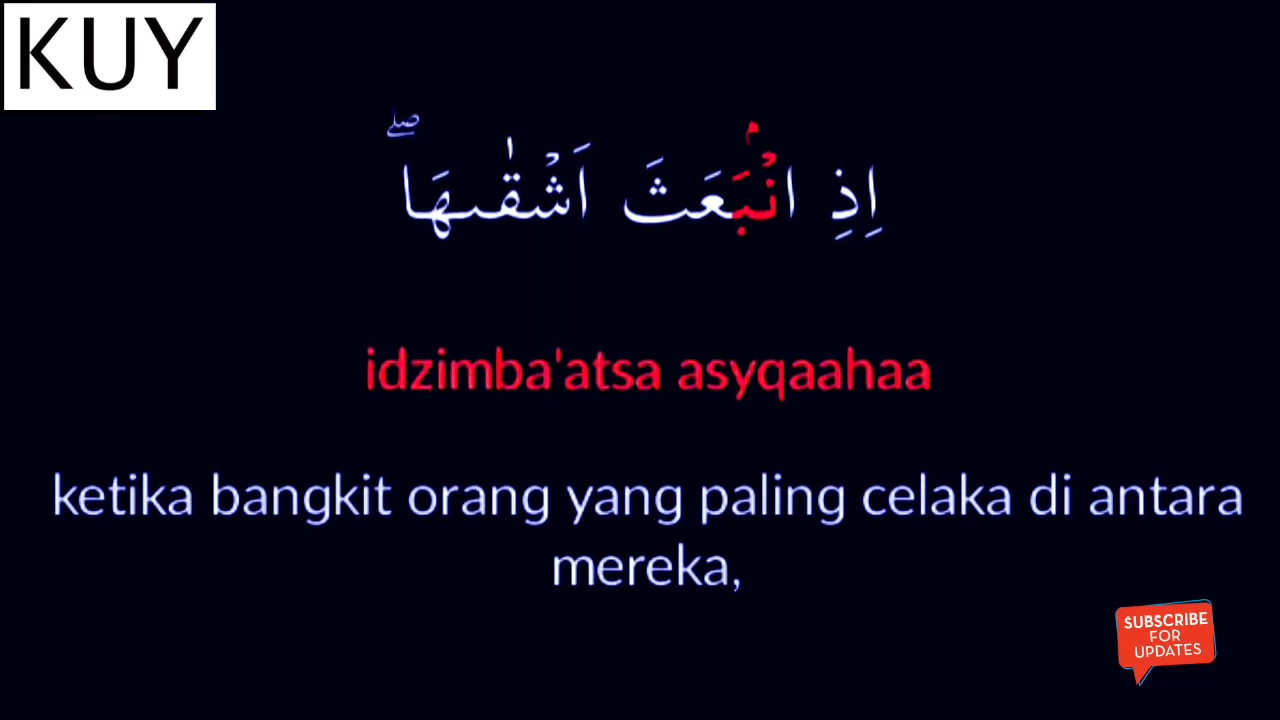 KUY
اِذِ انْۢبَعَثَ اَشْقٰىهَاۖ
idzimba'atsa asyqaahaa
ketika bangkit orang yang paling celaka di antara
mereka,
SUBSCRIBE
FOR
UPDATES